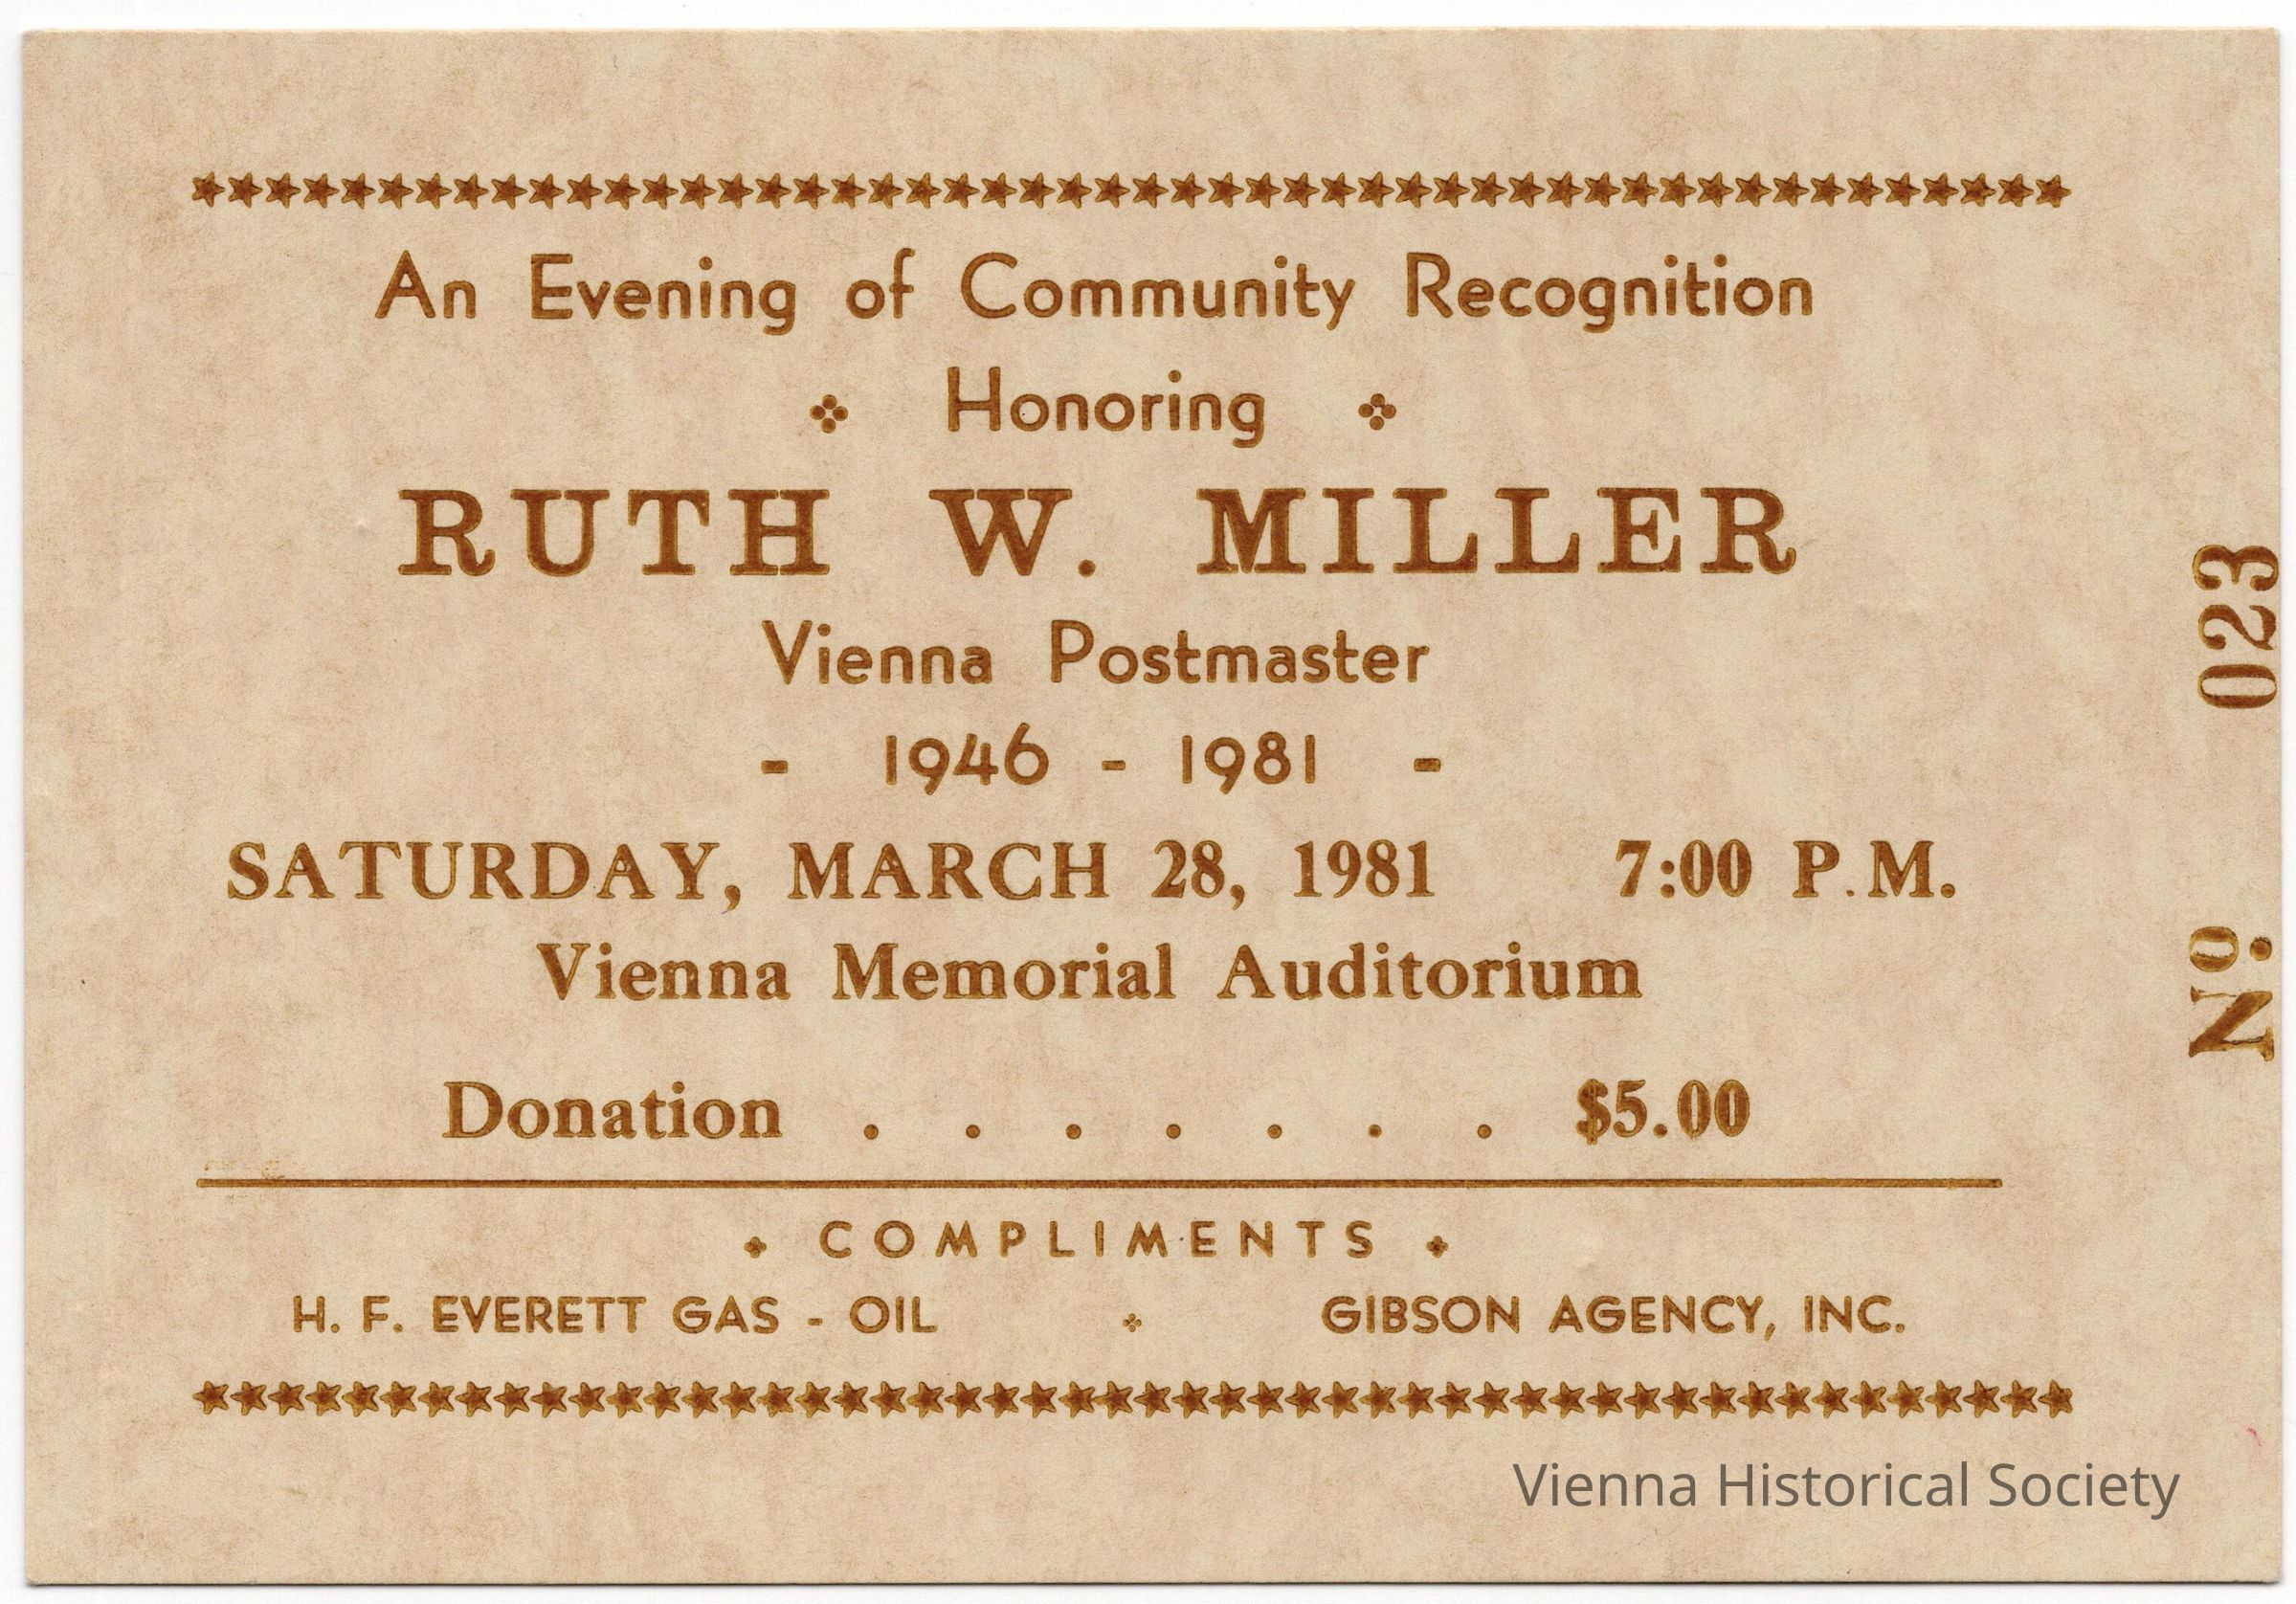 An Evening of Community Recognition
Honoring
RUTH W. MILLER
Vienna Postmaster
- 1946 - 1981 -
SATURDAY, MARCH 28, 1981 7:00 P.M.
Vienna Memorial Auditorium
Donation . . . . . . . $5.00
COMPLIMENTS
H. F. EVERETT GAS - OIL GIBSON AGENCY, INC.
No. 023
Vienna Historical Society